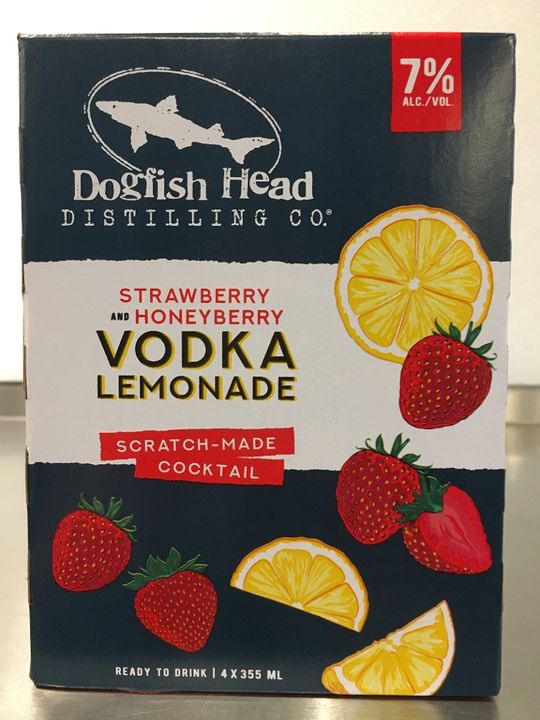 7%
ALC./VOL.
Dogfish Head
DISTILLING CO.®
STRAWBERRY
AND HONEYBERRY
VODKA
LEMONADE
SCRATCH-MADE
COCKTAIL
READY TO DRINK | 4 X 355 ML